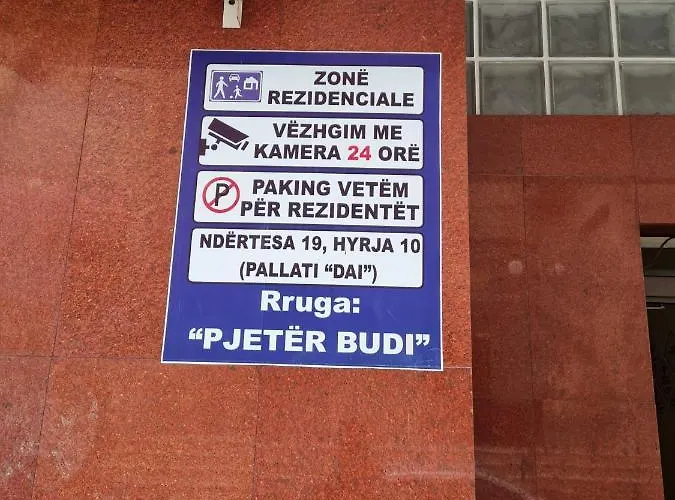 ZONË
REZIDENCIALE
VËZHGIM ME
KAMERA 24 ORË
P
PAKING VETËM
PËR REZIDENTËT
NDËRTESA 19, HYRJA 10
(PALLATI “DAI”)
Rruga:
“PJETËR BUDI”